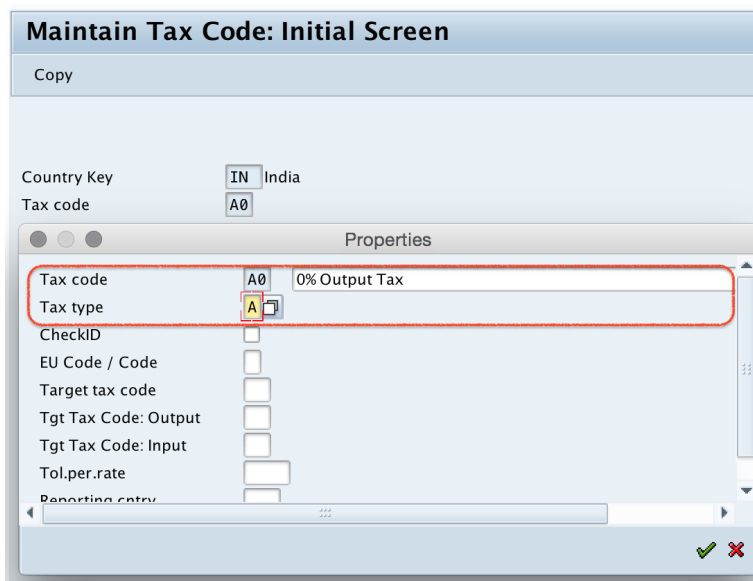 Maintain Tax Code: Initial Screen
Copy
Country Key IN India
Tax code A0
Properties
Tax code A0 0% Output Tax
Tax type A
CheckID
EU Code / Code
Target tax code
Tgt Tax Code: Output
Tgt Tax Code: Input
Tol.per.rate
Reporting cntry